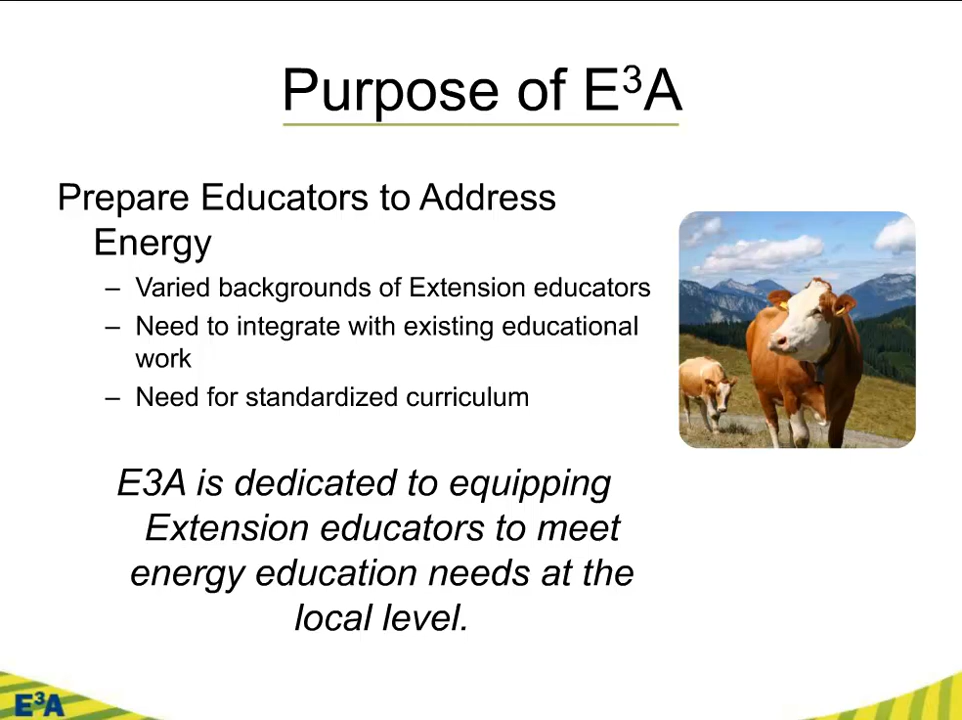 Purpose of E³A
Prepare Educators to Address
Energy
– Varied backgrounds of Extension educators
– Need to integrate with existing educational
work
– Need for standardized curriculum
E3A is dedicated to equipping
Extension educators to meet
energy education needs at the
local level.
E³A